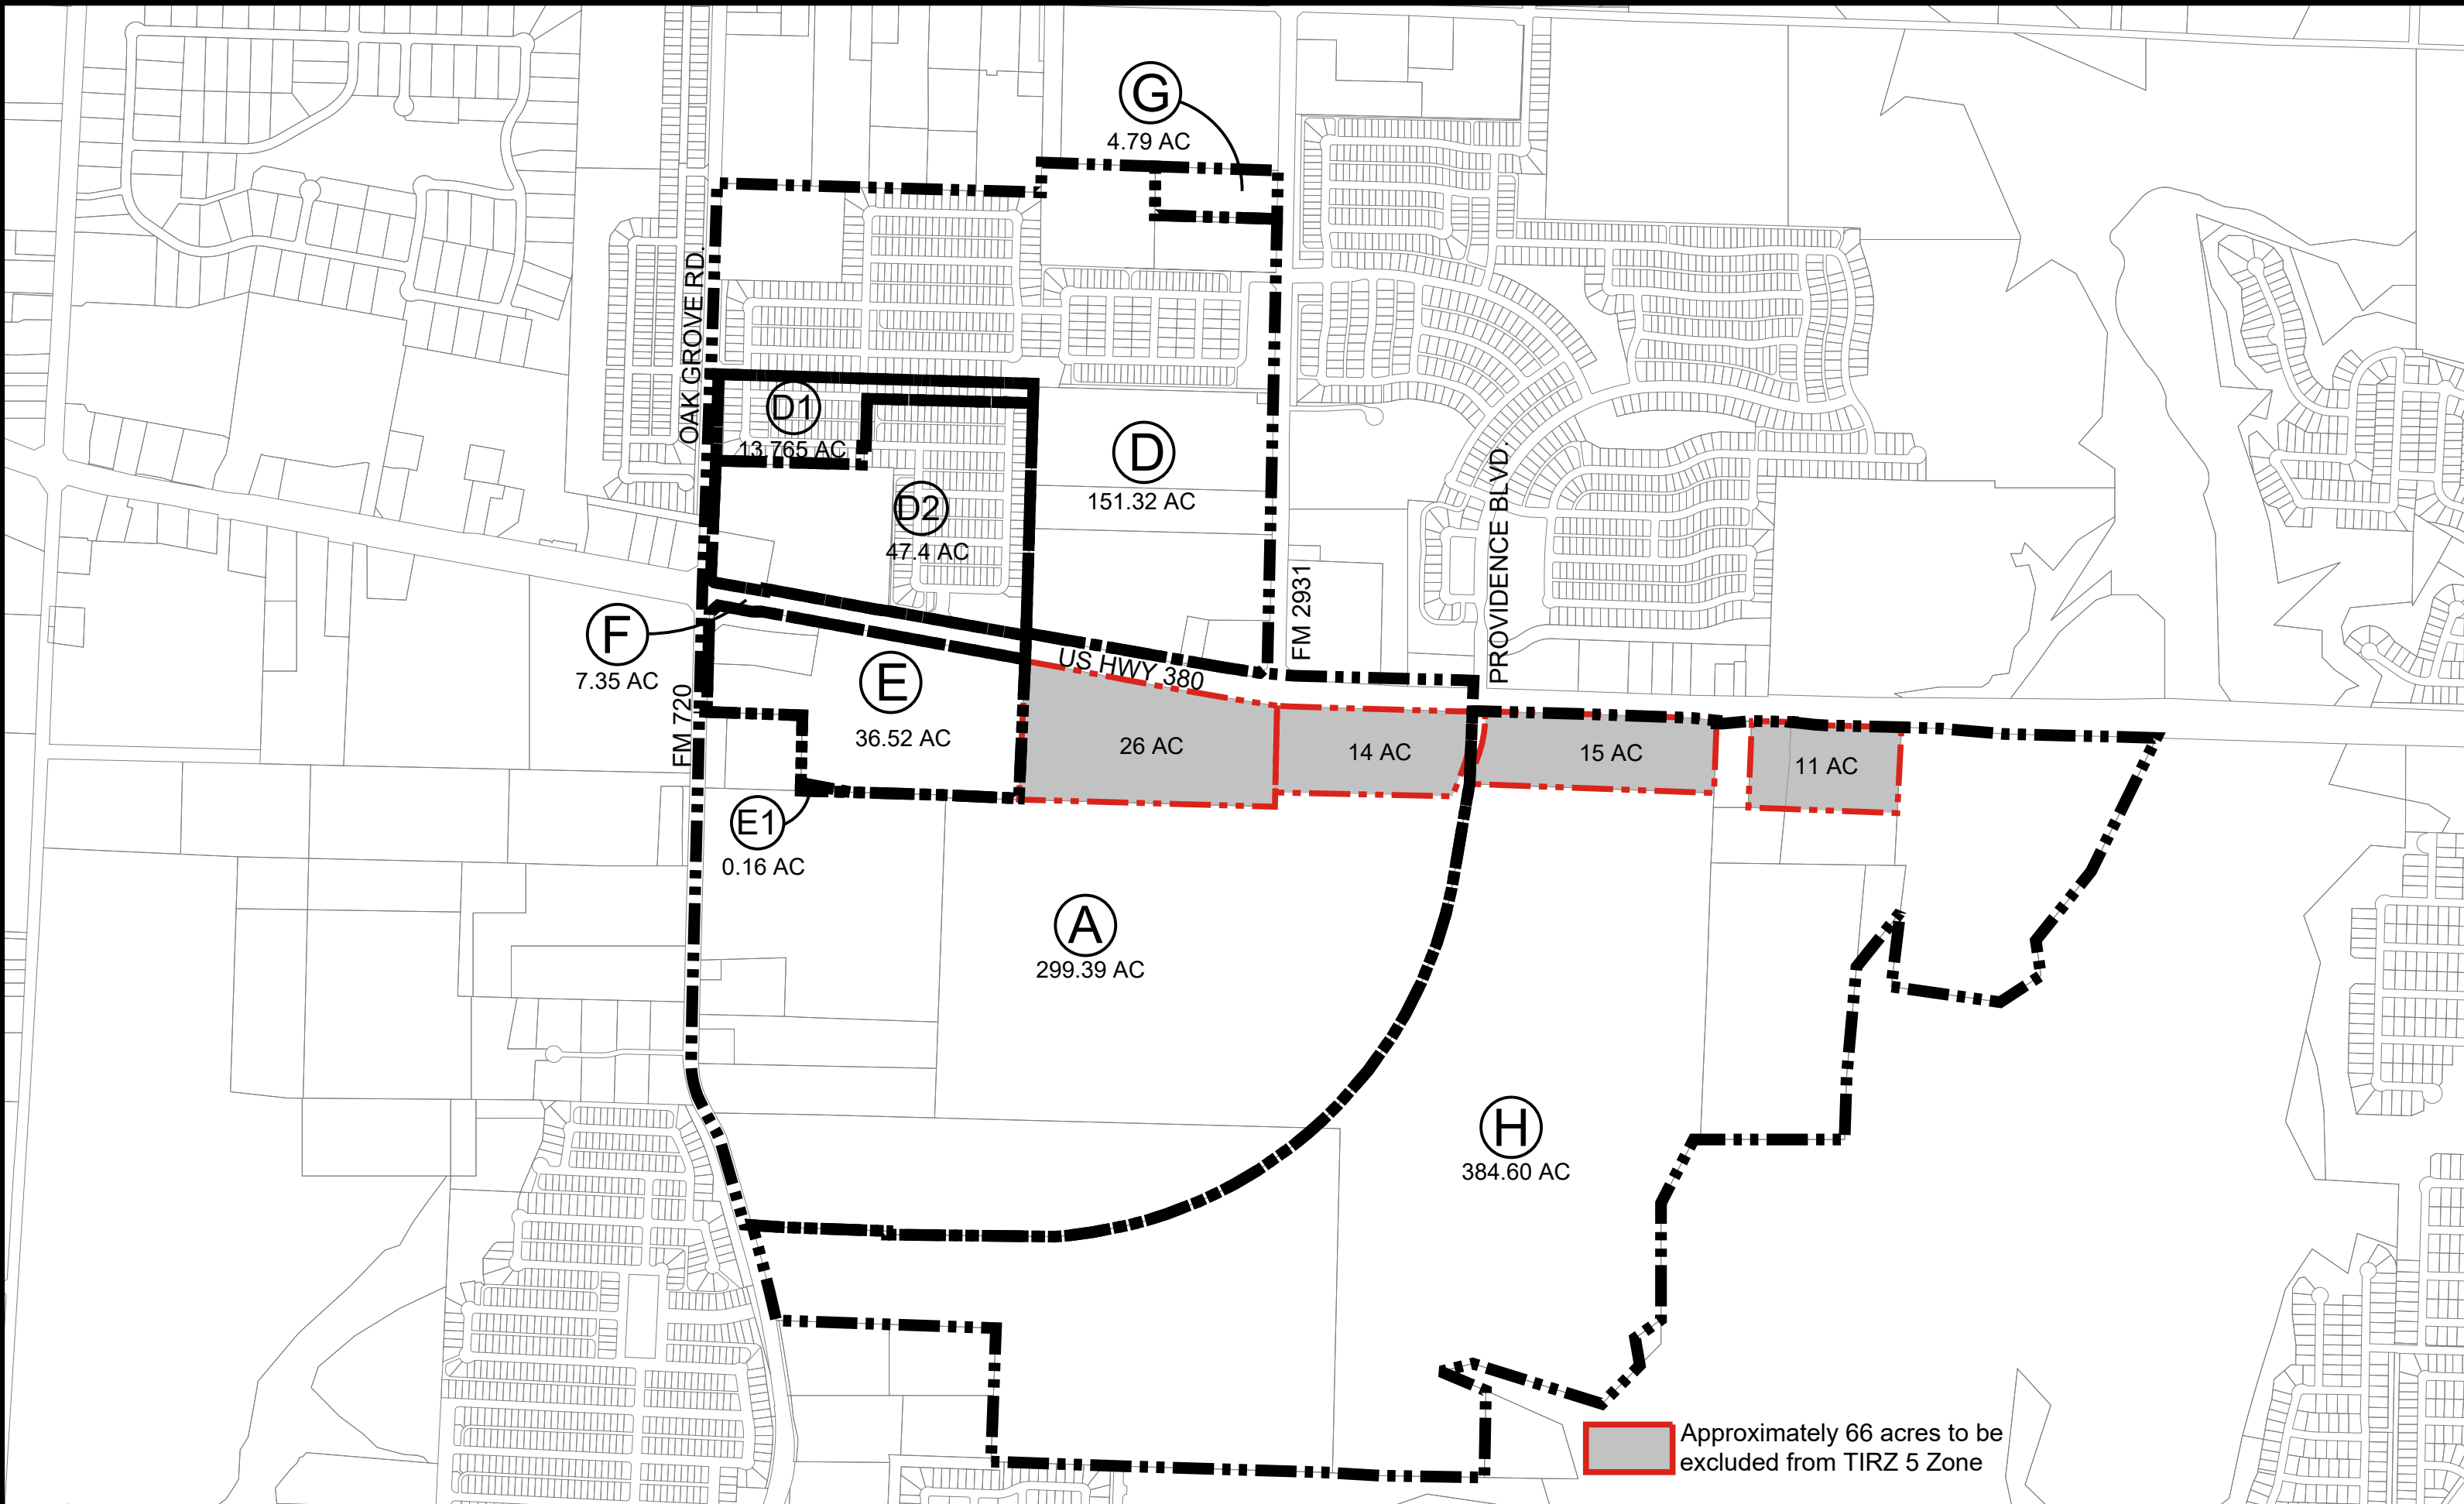 G
4.79 AC
OAK GROVE RD.
D1
13.765 AC
D
151.32 AC
D2
47.4 AC
PROVIDENCE BLVD.
FM 2931
F
7.35 AC
US HWY 380
E
36.52 AC
FM 720
26 AC
14 AC
15 AC
11 AC
E1
0.16 AC
A
299.39 AC
H
384.60 AC
Approximately 66 acres to be
excluded from TIRZ 5 Zone